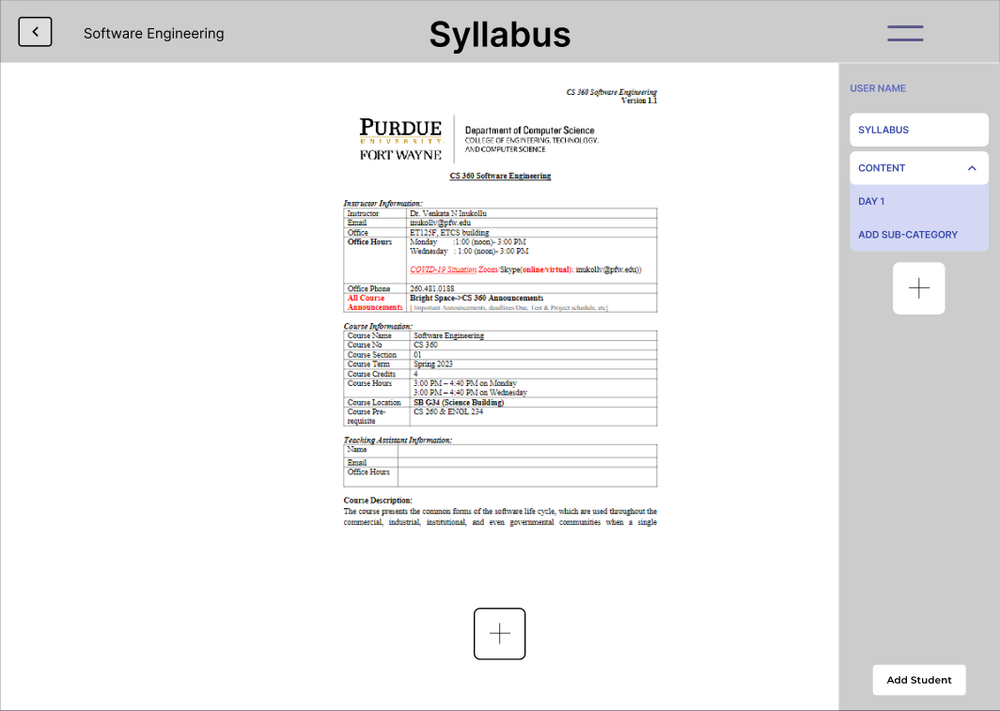 Software Engineering
Syllabus
CS 360 Software Engineering
Version 1.1
PURDUE
UNIVERSITY
FORT WAYNE
Department of Computer Science
COLLEGE OF ENGINEERING, TECHNOLOGY,
AND COMPUTER SCIENCE
CS 360 Software Engineering
Instructor Information:
Instructor Dr. Venkata N Inukollu
Email inukollv@pfw.edu
Office ET125F, ETCS building
Office Hours Monday :1:00 (noon)- 3:00 PM
Wednesday : 1:00 (noon)- 3:00 PM
COVID-19 Situation Zoom/Skype(online/virtual): inukollv@pfw.edu))
Office Phone 260.481.0188
All Course Bright Space->CS 360 Announcements
Announcements [ Important Announcements, deadlines/Due, Test & Project schedule, etc]
Course Information:
Course Name Software Engineering
Course No CS 360
Course Section 01
Course Term Spring 2023
Course Credits 4
Course Hours 3:00 PM – 4:40 PM on Monday
3:00 PM – 4:40 PM on Wednesday
Course Location SB G34 (Science Building)
Course Pre- CS 260 & ENGL 234
requisite
Teaching Assistant Information:
Name
Email
Office Hours
Course Description:
The course presents the common forms of the software life cycle, which are used throughout the
commercial, industrial, institutional, and even governmental communities when a single
USER NAME
SYLLABUS
CONTENT
DAY 1
ADD SUB-CATEGORY
Add Student